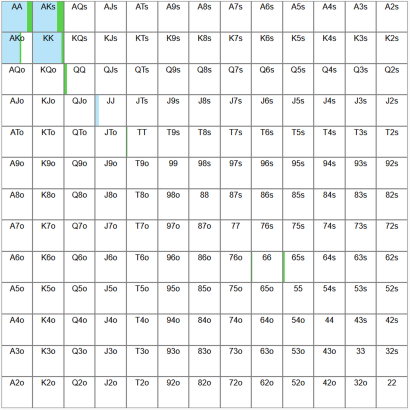 AA AKs AQs AJs ATs A9s A8s A7s A6s A5s A4s A3s A2s
AKo KK KQs KJs KTs K9s K8s K7s K6s K5s K4s K3s K2s
AQo KQo QQ QJs QTs Q9s Q8s Q7s Q6s Q5s Q4s Q3s Q2s
AJo KJo QJo JJ JTs J9s J8s J7s J6s J5s J4s J3s J2s
ATo KTo QTo JTo TT T9s T8s T7s T6s T5s T4s T3s T2s
A9o K9o Q9o J9o T9o 99 98s 97s 96s 95s 94s 93s 92s
A8o K8o Q8o J8o T8o 98o 88 87s 86s 85s 84s 83s 82s
A7o K7o Q7o J7o T7o 97o 87o 77 76s 75s 74s 73s 72s
A6o K6o Q6o J6o T6o 96o 86o 76o 66 65s 64s 63s 62s
A5o K5o Q5o J5o T5o 95o 85o 75o 65o 55 54s 53s 52s
A4o K4o Q4o J4o T4o 94o 84o 74o 64o 54o 44 43s 42s
A3o K3o Q3o J3o T3o 93o 83o 73o 63o 53o 43o 33 32s
A2o K2o Q2o J2o T2o 92o 82o 72o 62o 52o 42o 32o 22